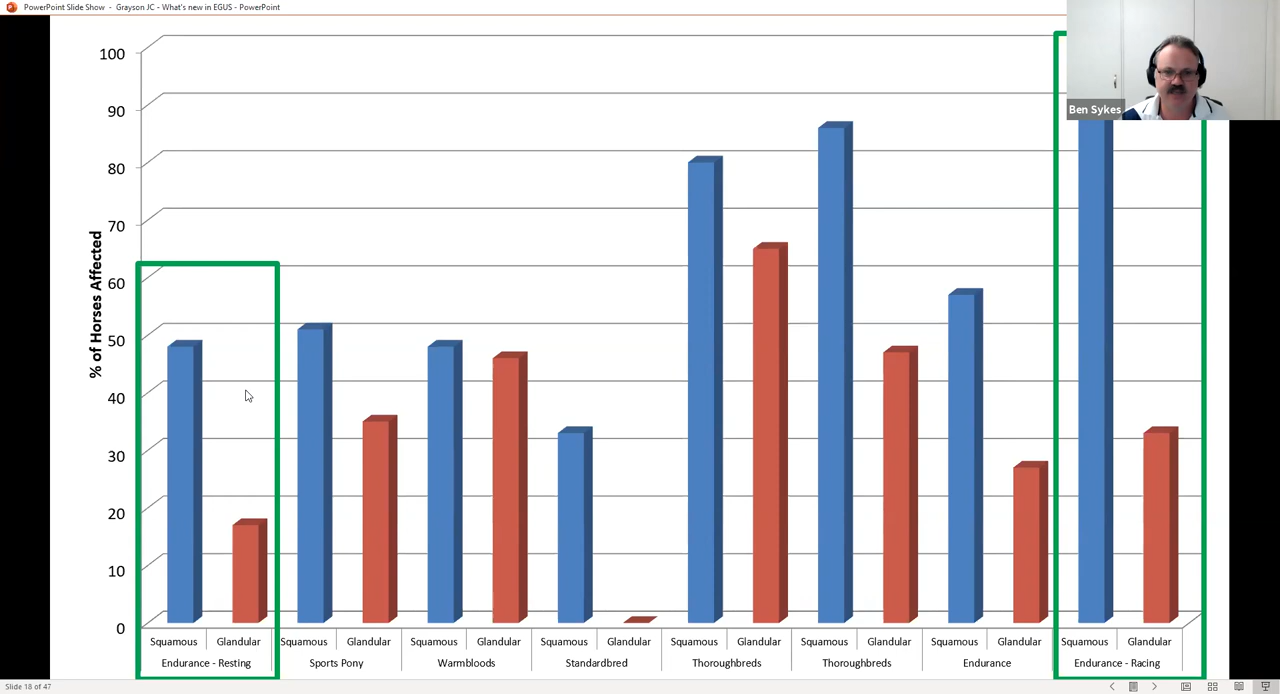 PowerPoint Slide Show - Grayson JC - What's new in EGUS - PowerPoint
Ben Sykes
% of Horses Affected
100
90
80
70
60
50
40
30
20
10
0
Squamous Glandular Squamous Glandular Squamous Glandular Squamous Glandular Squamous Glandular Squamous Glandular Squamous Glandular Squamous Glandular
Endurance - Resting Sports Pony Warmbloods Standardbred Thoroughbreds Thoroughbreds Endurance Endurance - Racing
Slide 18 of 47